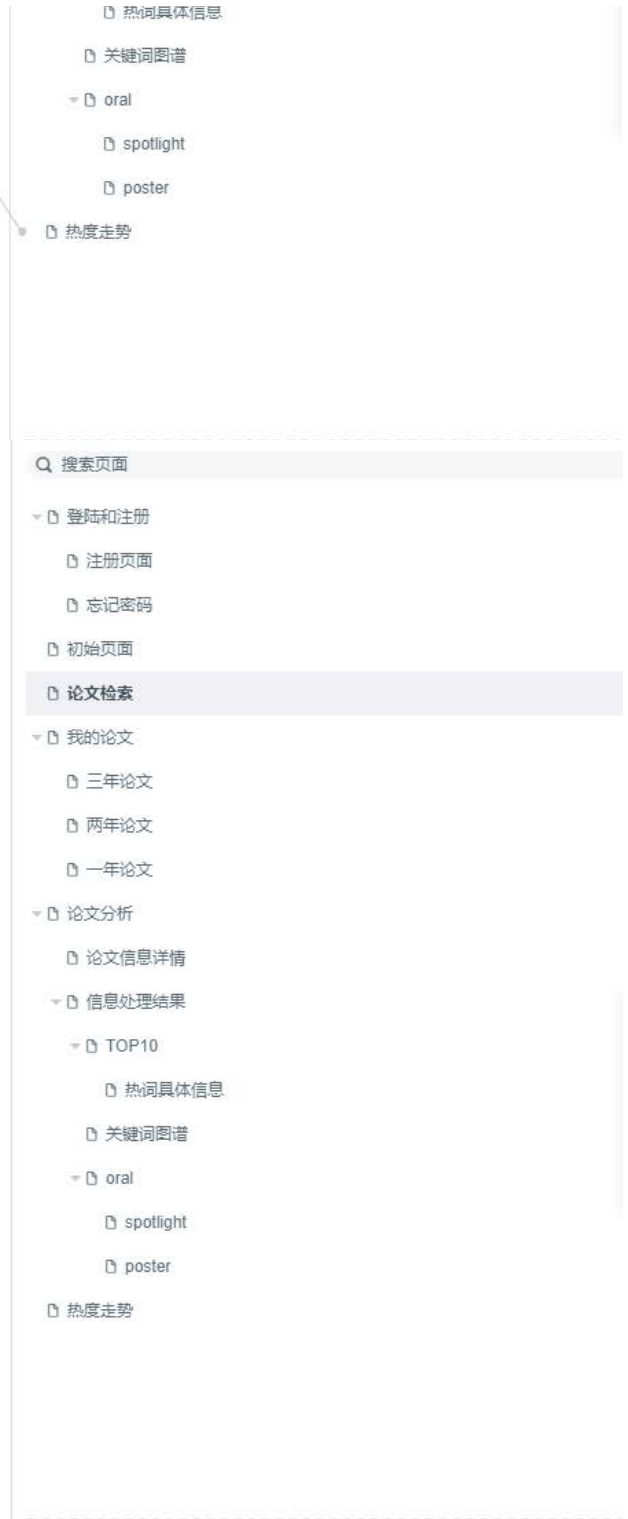 热词具体信息
关键词图谱
oral
spotlight
poster
热度走势
搜索页面
登陆和注册
注册页面
忘记密码
初始页面
论文检索
我的论文
三年论文
两年论文
一年论文
论文分析
论文信息详情
信息处理结果
TOP10
热词具体信息
关键词图谱
oral
spotlight
poster
热度走势